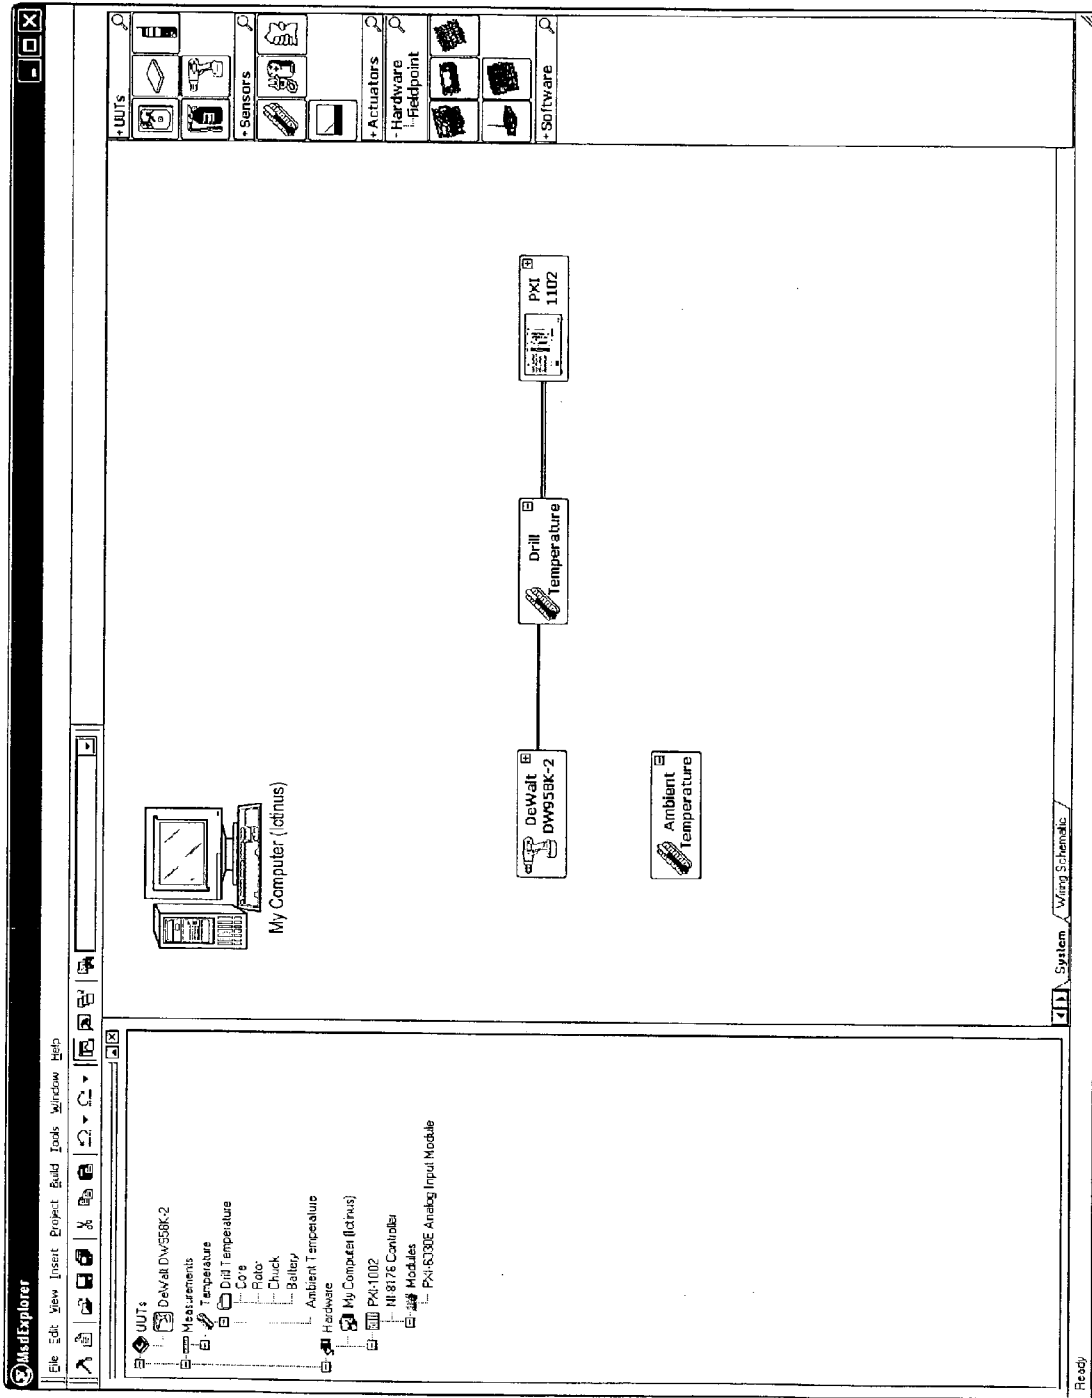 MsdExplorer
File Edit View Insert Project Build Tools Window Help
UUTs
DeWalt DW958K-2
Measurements
Temperature
Drill Temperature
Core
Rotor
Chuck
Battery
Ambient Temperature
Hardware
My Computer (Ictinus)
PXI-1002
NI-8176 Controller
Modules
PXI-6030E Analog Input Module
My Computer (Ictinus)
DeWalt
DW958K-2
Drill
Temperature
PXI
1102
Ambient
Temperature
+ UUTs
+ Sensors
+ Actuators
- Hardware
Fieldpoint
+ Software
System
Wiring Schematic
Ready